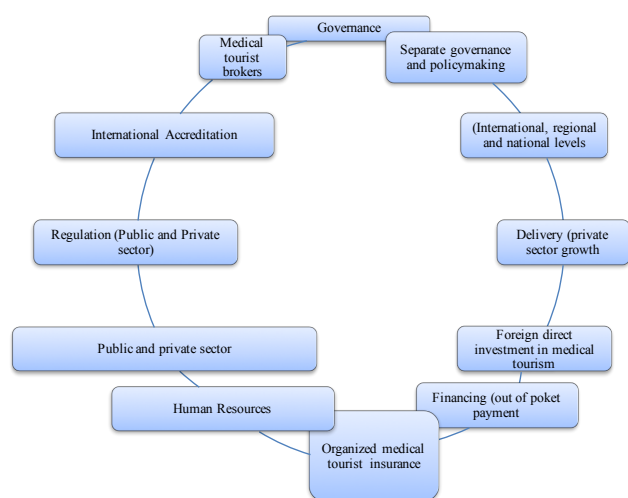 Governance
Separate governance
and policymaking
(International, regional
and national levels
Delivery (private
sector growth
Foreign direct
investment in medical
tourism
Financing (out of poket
payment
Organized medical
tourist insurance
Human Resources
Public and private sector
Regulation (Public and Private
sector)
International Accreditation
Medical
tourist
brokers